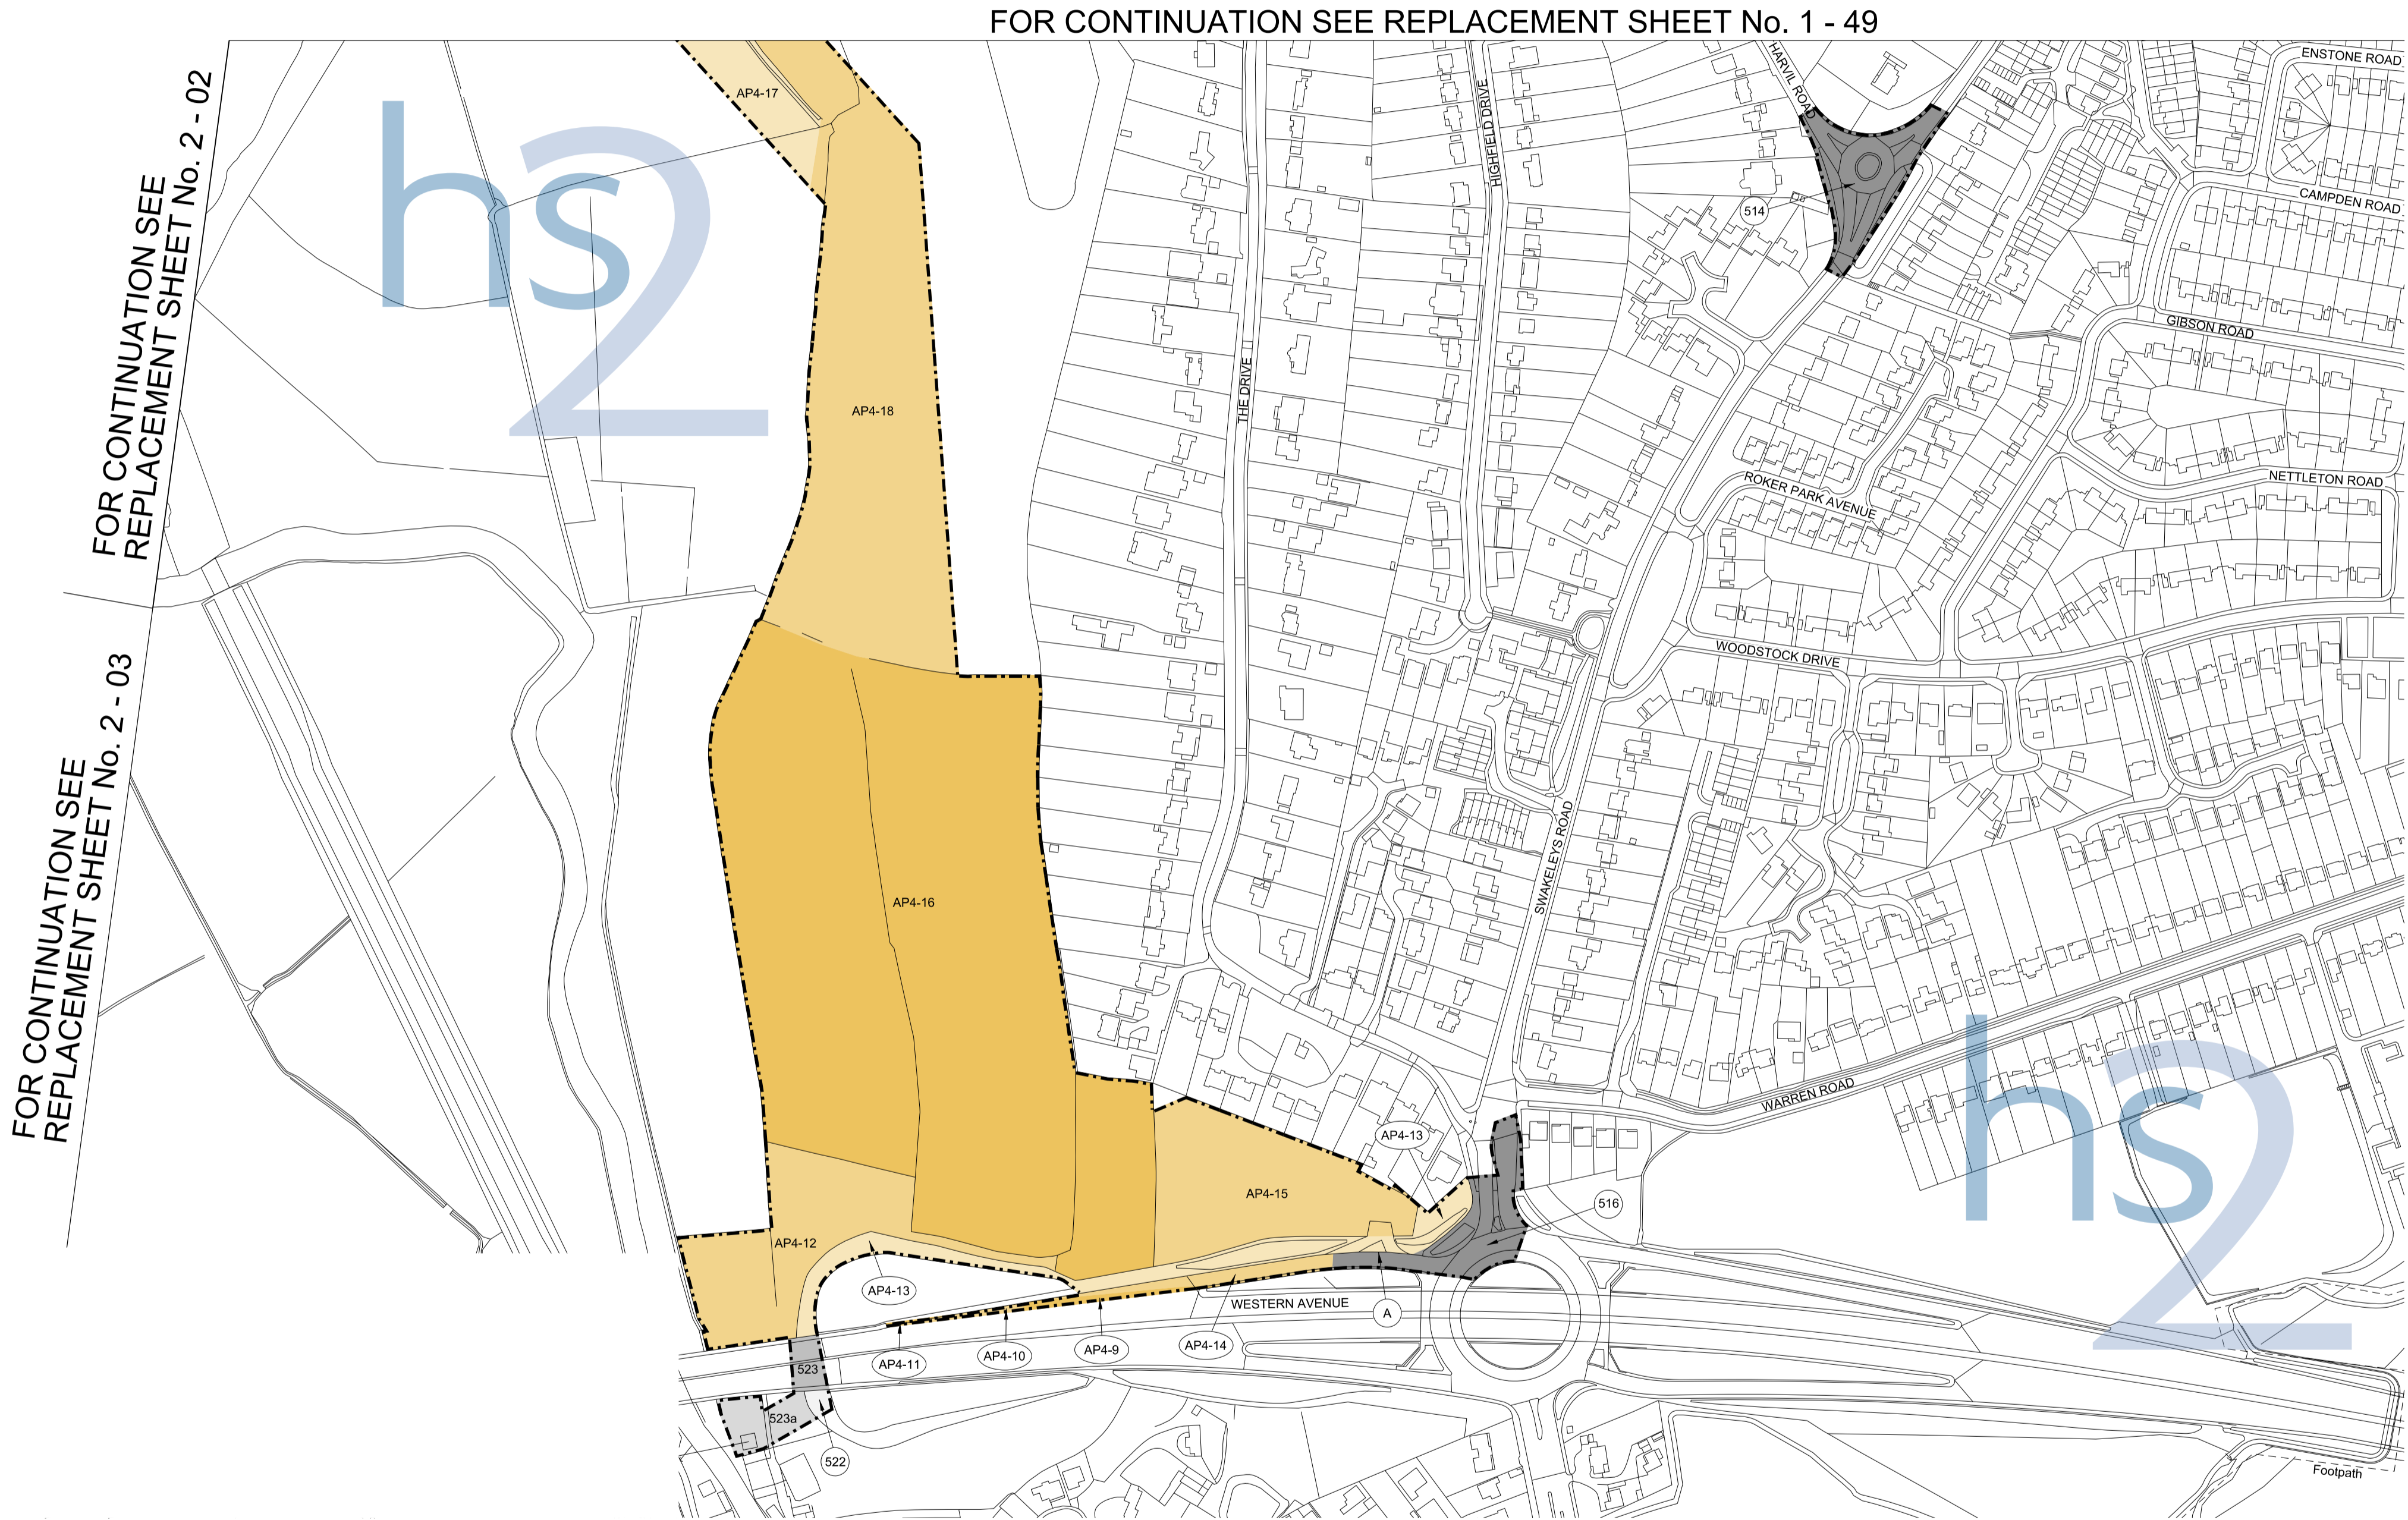 FOR CONTINUATION SEE REPLACEMENT SHEET No. 1 - 49
FOR CONTINUATION SEE
REPLACEMENT SHEET No. 2 - 02
FOR CONTINUATION SEE
REPLACEMENT SHEET No. 2 - 03
hs2
AP4-17
AP4-18
THE DRIVE
HIGHFIELD DRIVE
HARVIL ROAD
514
ENSTONE ROAD
CAMPDEN ROAD
GIBSON ROAD
NETTLETON ROAD
ROKER PARK AVENUE
WOODSTOCK DRIVE
SWAKELEYS ROAD
WARREN ROAD
AP4-16
AP4-13
AP4-15
516
AP4-12
AP4-13
WESTERN AVENUE
A
AP4-11
AP4-10
AP4-9
AP4-14
523
523a
522
hs2
Footpath